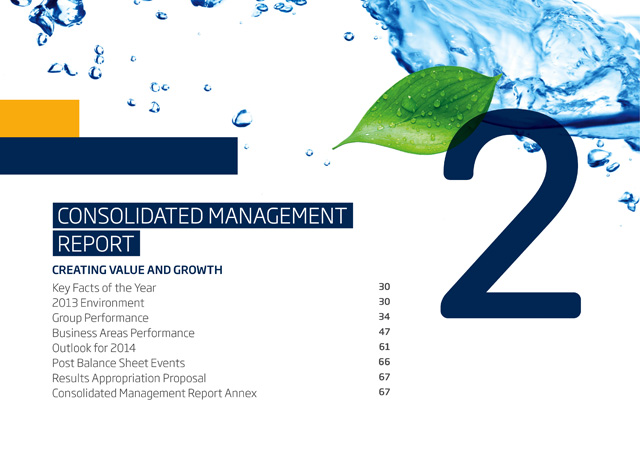 2
CONSOLIDATED MANAGEMENT
REPORT
CREATING VALUE AND GROWTH
Key Facts of the Year 30
2013 Environment 30
Group Performance 34
Business Areas Performance 47
Outlook for 2014 61
Post Balance Sheet Events 66
Results Appropriation Proposal 67
Consolidated Management Report Annex 67